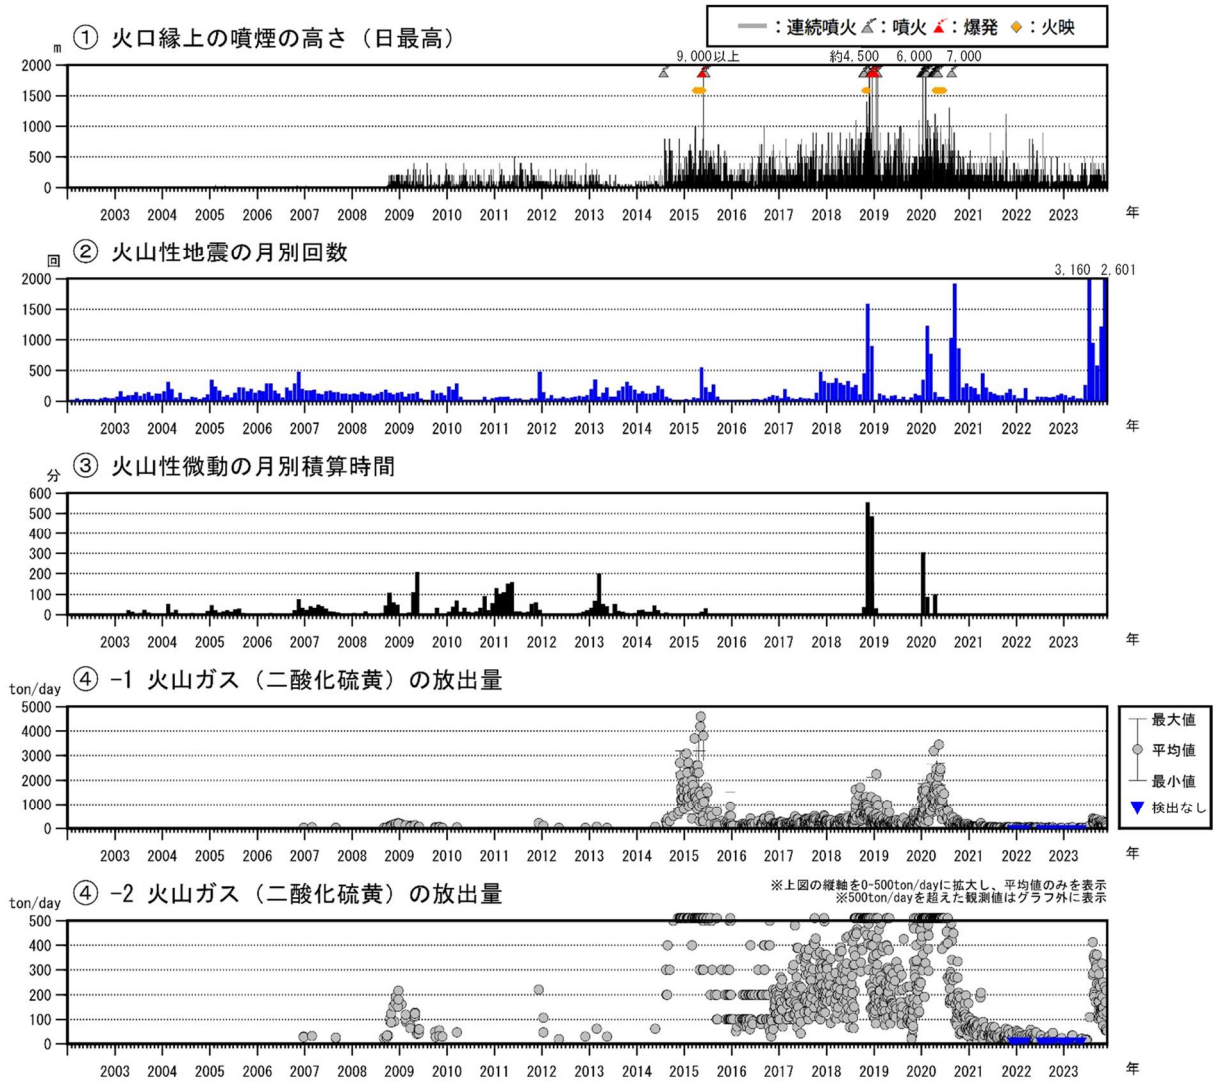 ━━：連続噴火 ：噴火 ：爆発 ：火映
① 火口縁上の噴煙の高さ（日最高）
m
9,000以上 約4,500 6,000 7,000
2000
1500
1000
500
0
2003 2004 2005 2006 2007 2008 2009 2010 2011 2012 2013 2014 2015 2016 2017 2018 2019 2020 2021 2022 2023 年
② 火山性地震の月別回数
回
3,160 2,601
2000
1500
1000
500
0
2003 2004 2005 2006 2007 2008 2009 2010 2011 2012 2013 2014 2015 2016 2017 2018 2019 2020 2021 2022 2023 年
③ 火山性微動の月別積算時間
分
600
500
400
300
200
100
0
2003 2004 2005 2006 2007 2008 2009 2010 2011 2012 2013 2014 2015 2016 2017 2018 2019 2020 2021 2022 2023 年
④ -1 火山ガス（二酸化硫黄）の放出量
ton/day
5000
4000
3000
2000
1000
0
最大値
平均値
最小値
検出なし
2003 2004 2005 2006 2007 2008 2009 2010 2011 2012 2013 2014 2015 2016 2017 2018 2019 2020 2021 2022 2023 年
④ -2 火山ガス（二酸化硫黄）の放出量
※上図の縦軸を0~500ton/dayに拡大し、平均値のみを表示
※500ton/dayを超えた観測値はグラフ外に表示
ton/day
500
400
300
200
100
0
2003 2004 2005 2006 2007 2008 2009 2010 2011 2012 2013 2014 2015 2016 2017 2018 2019 2020 2021 2022 2023 年